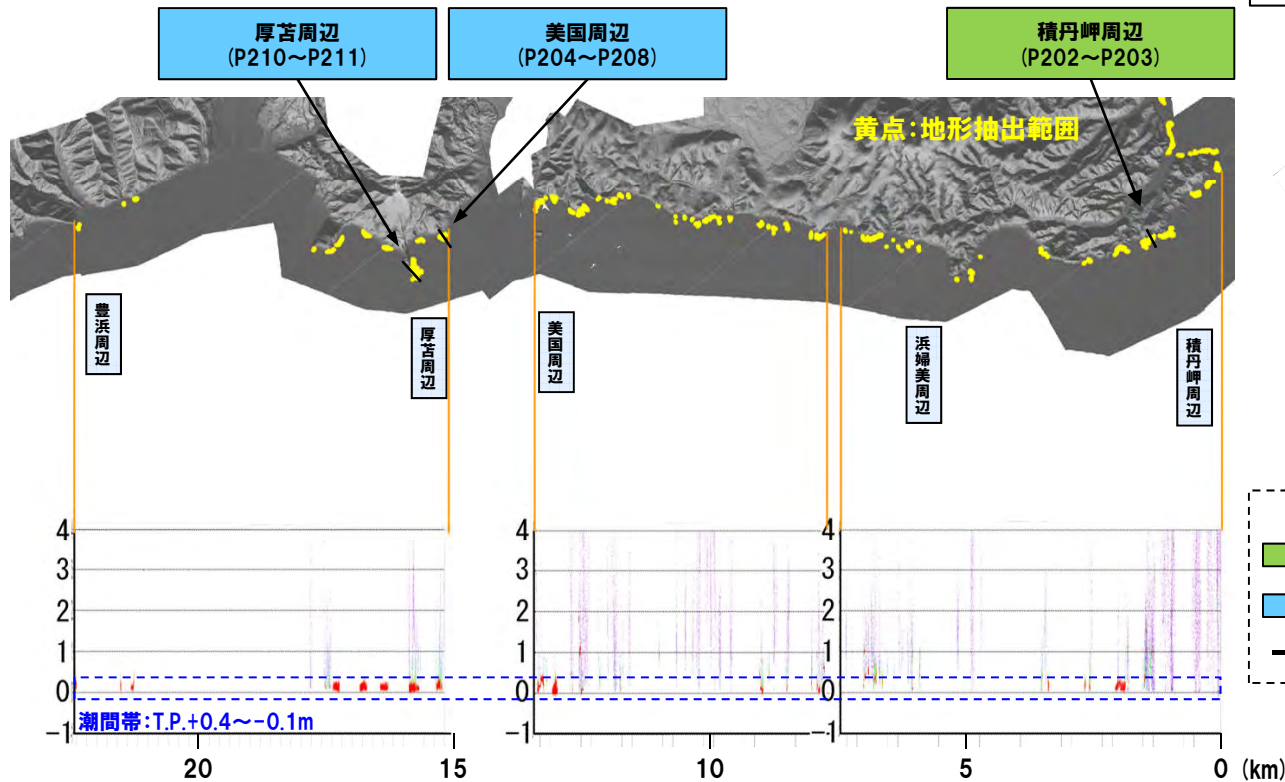 厚苫周辺
(P210～P211)
美国周辺
(P204～P208)
積丹岬周辺
(P202～P203)
黄点:地形抽出範囲
豊浜周辺
厚苫周辺
美国周辺
浜婦美周辺
積丹岬周辺
4
3
2
1
0
-1
4
3
2
1
0
-1
4
3
2
1
0
-1
潮間帯:T.P.+0.4～-0.1m
20
15
10
5
0 (km)